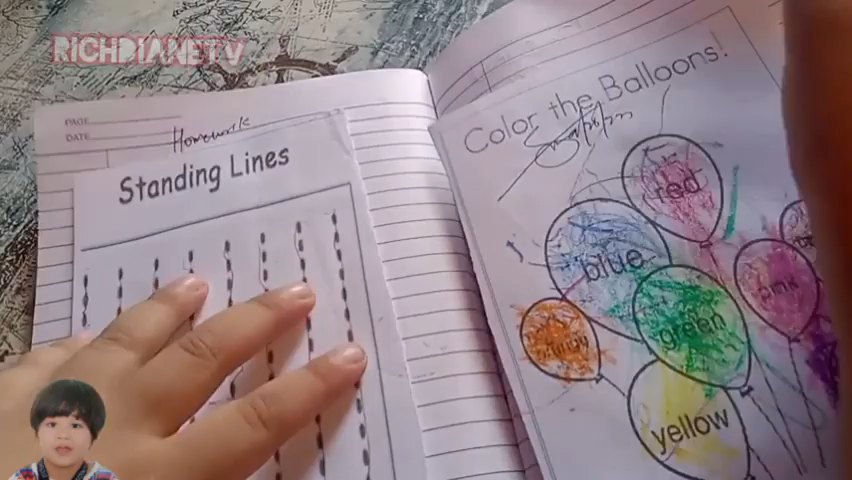 RICHDIANETV
PAGE
DATE
Homework
Standing Lines
Color the Balloons!
red
blue
pink
green
yellow